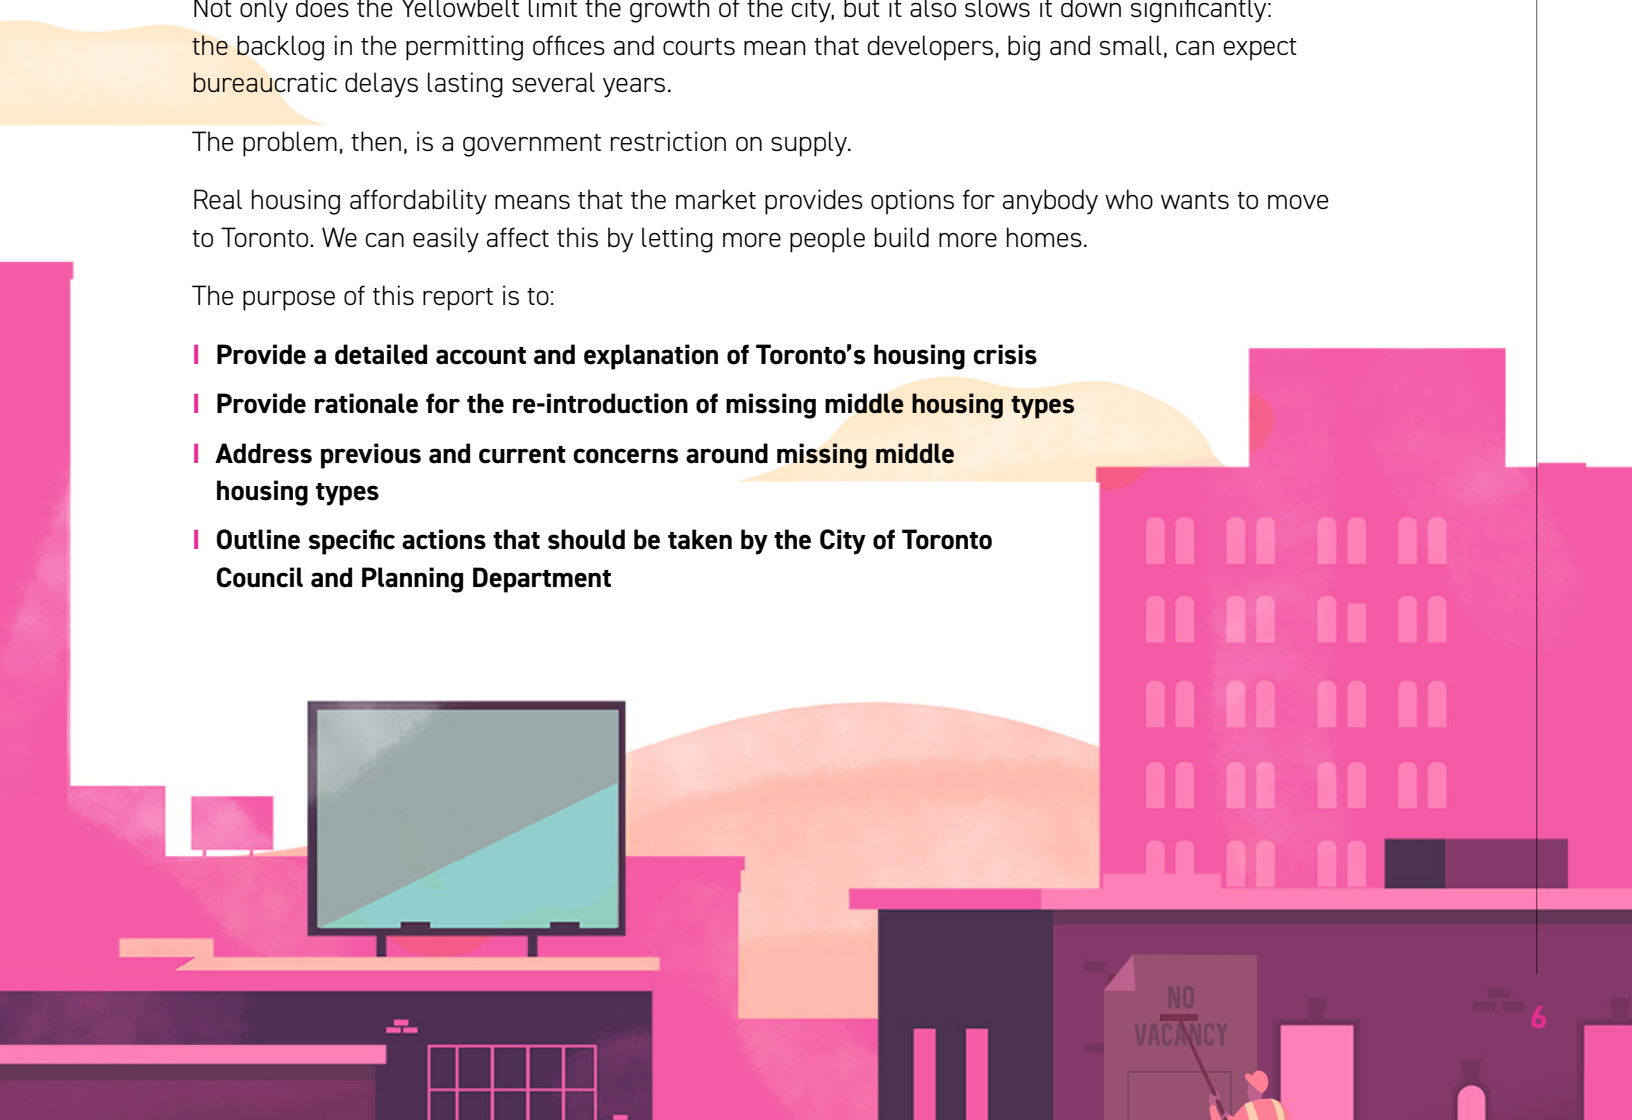 Not only does the Yellowbelt limit the growth of the city, but it also slows it down significantly:
the backlog in the permitting offices and courts mean that developers, big and small, can expect
bureaucratic delays lasting several years.
The problem, then, is a government restriction on supply.
Real housing affordability means that the market provides options for anybody who wants to move
to Toronto. We can easily affect this by letting more people build more homes.
The purpose of this report is to:
Provide a detailed account and explanation of Toronto's housing crisis
Provide rationale for the re-introduction of missing middle housing types
Address previous and current concerns around missing middle
housing types
Outline specific actions that should be taken by the City of Toronto
Council and Planning Department
NO
VACANCY
6